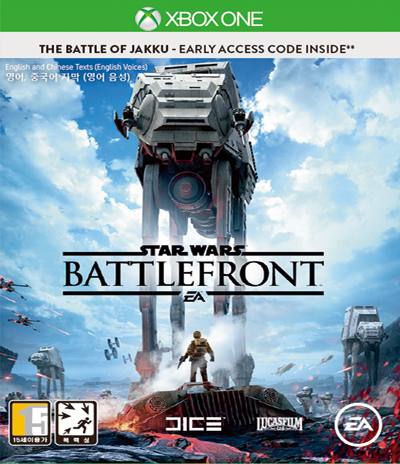 XBOX ONE
THE BATTLE OF JAKKU - EARLY ACCESS CODE INSIDE**
English and Chinese Texts (English Voices)
영어, 중국어 자막 (영어 음성)
STAR WARS
BATTLEFRONT
EA
15
15세이용가
폭력성
DICE
LUCASFILM
LTD
EA